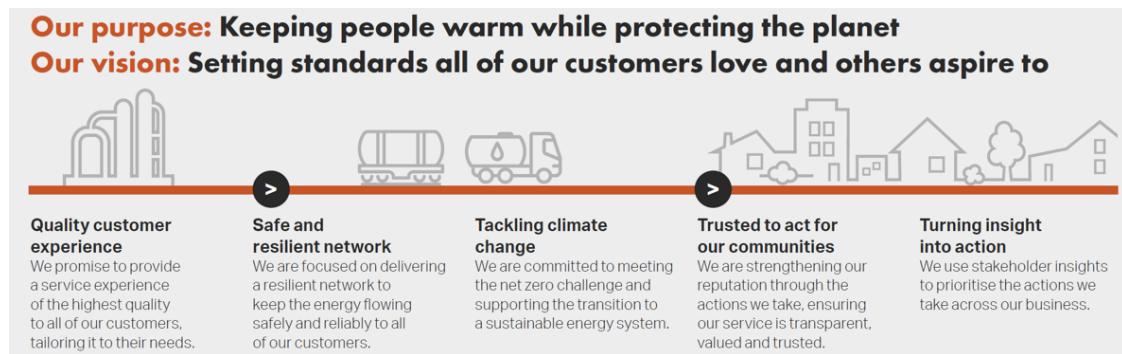 Our purpose: Keeping people warm while protecting the planet
Our vision: Setting standards all of our customers love and others aspire to
>
>
Quality customer
experience
We promise to provide
a service experience
of the highest quality
to all of our customers,
tailoring it to their needs.
Safe and
resilient network
We are focused on delivering
a resilient network to
keep the energy flowing
safely and reliably to all
of our customers.
Tackling climate
change
We are committed to meeting
the net zero challenge and
supporting the transition to
a sustainable energy system.
Trusted to act for
our communities
We are strengthening our
reputation through the
actions we take, ensuring
our service is transparent,
valued and trusted.
Turning insight
into action
We use stakeholder insights
to prioritise the actions we
take across our business.